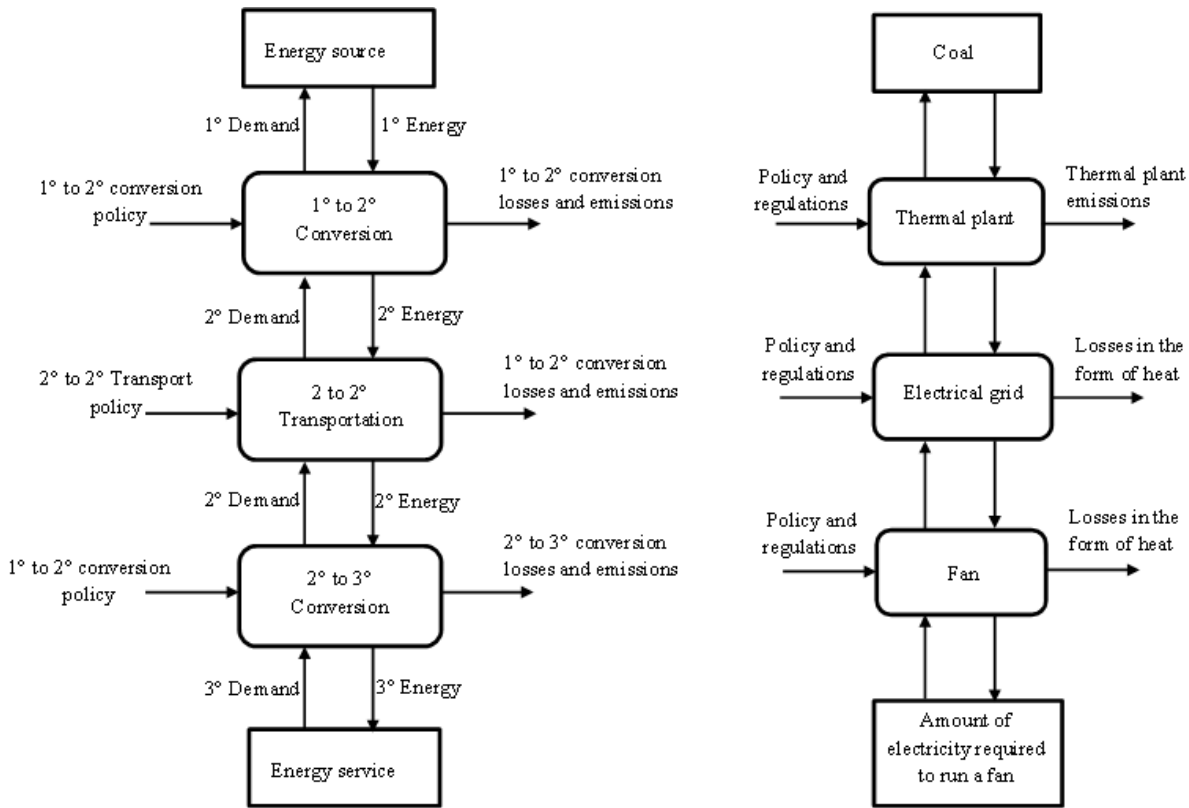 Energy source
1° Demand
1° Energy
1° to 2° conversion
policy
1° to 2°
Conversion
1° to 2° conversion
losses and emissions
2° Demand
2° Energy
2° to 2° Transport
policy
2 to 2°
Transportation
1° to 2° conversion
losses and emissions
2° Demand
2° Energy
1° to 2° conversion
policy
2° to 3°
Conversion
2° to 3° conversion
losses and emissions
3° Demand
3° Energy
Energy service
Coal
Policy and
regulations
Thermal plant
Thermal plant
emissions
Policy and
regulations
Electrical grid
Losses in the
form of heat
Policy and
regulations
Fan
Losses in the
form of heat
Amount of
electricity required
to run a fan